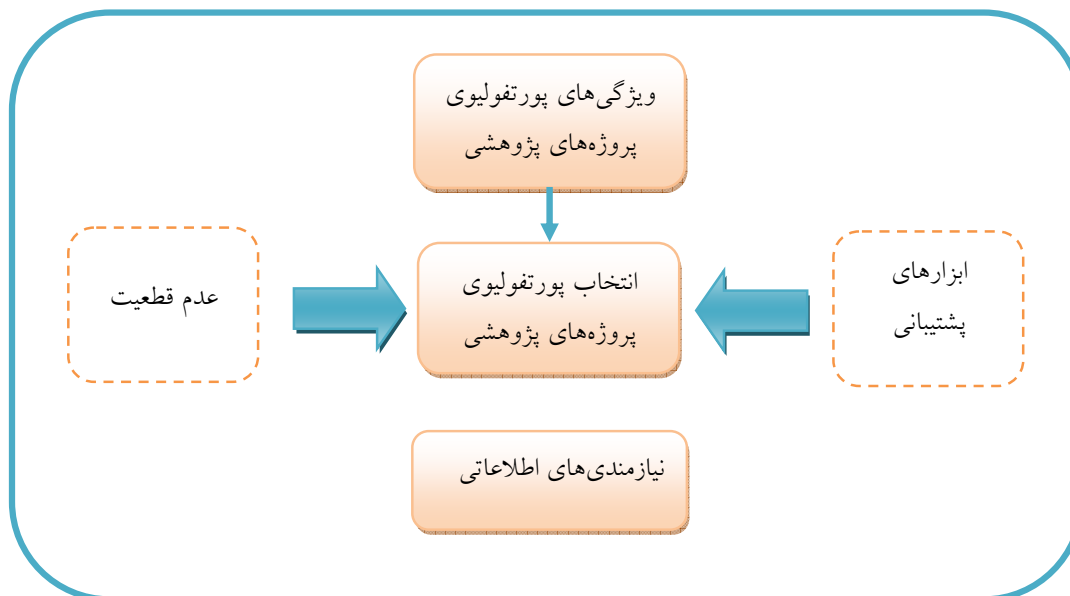 ویژگی‌های پورتفولیوی
پروژه‌های پژوهشی
ابزارهای
پشتیبانی
انتخاب پورتفولیوی
پروژه‌های پژوهشی
عدم قطعیت
نیازمندی‌های اطلاعاتی